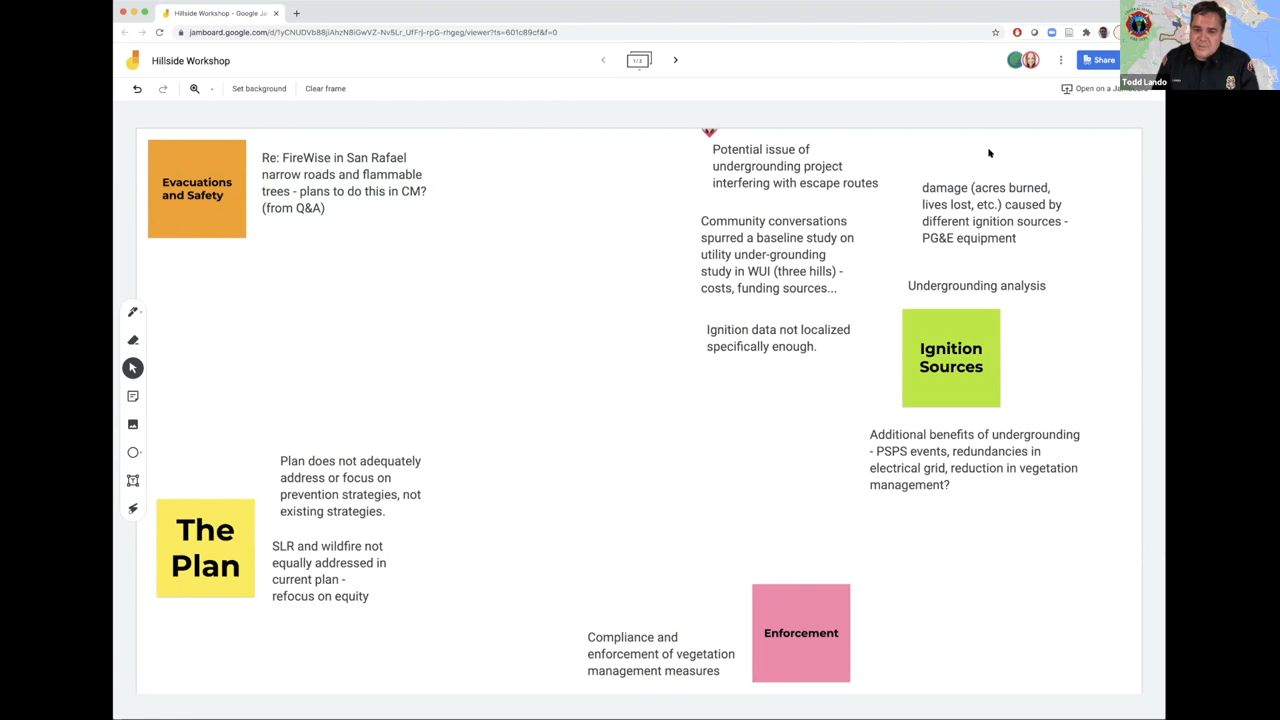 Hillside Workshop - Google Ja
jamboard.google.com/d/1yCNUDVb88jiAhzN8iGwVZ-Nv5Lr_UfFrj-rpG-rhgeg/viewer?ts=601c89cf&f=0
Hillside Workshop
1/2
Share
Todd Lando
Set background
Clear frame
Open on a Jam
Evacuations
and Safety
Re: FireWise in San Rafael
narrow roads and flammable
trees - plans to do this in CM?
(from Q&A)
Potential issue of
undergrounding project
interfering with escape routes
Community conversations
spurred a baseline study on
utility under-grounding
study in WUI (three hills) -
costs, funding sources...
Ignition data not localized
specifically enough.
damage (acres burned,
lives lost, etc.) caused by
different ignition sources -
PG&E equipment
Undergrounding analysis
Ignition
Sources
Additional benefits of undergrounding
- PSPS events, redundancies in
electrical grid, reduction in vegetation
management?
Plan does not adequately
address or focus on
prevention strategies, not
existing strategies.
The
Plan
SLR and wildfire not
equally addressed in
current plan -
refocus on equity
Compliance and
enforcement of vegetation
management measures
Enforcement